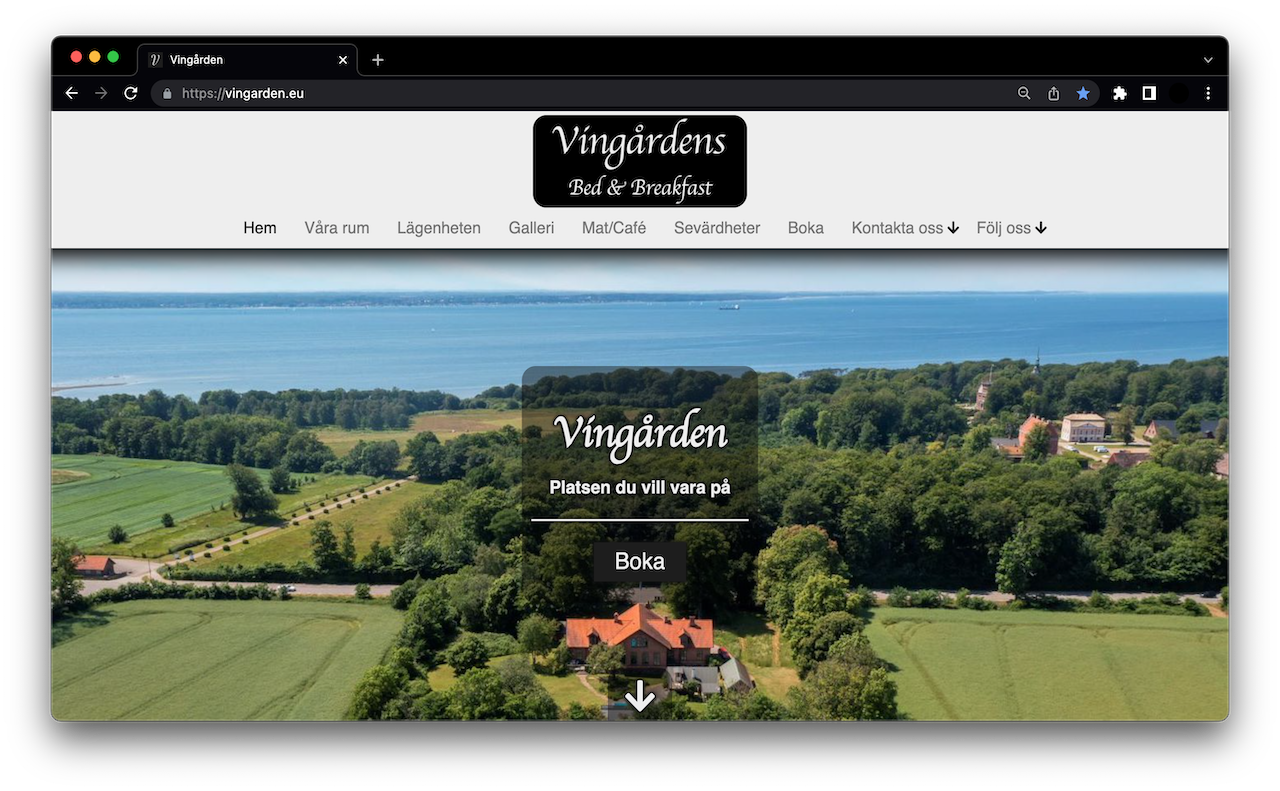 Vingården
https://vingarden.eu
Vingårdens
Bed & Breakfast
Hem Våra rum Lägenheten Galleri Mat/Café Sevärdheter Boka Kontakta oss Följ oss
Vingården
Platsen du vill vara på
Boka